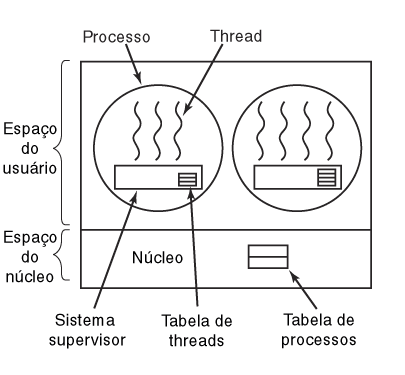 Processo
Thread
Espaço
do
usuário
Espaço
do
núcleo
Núcleo
Sistema
supervisor
Tabela de
threads
Tabela de
processos